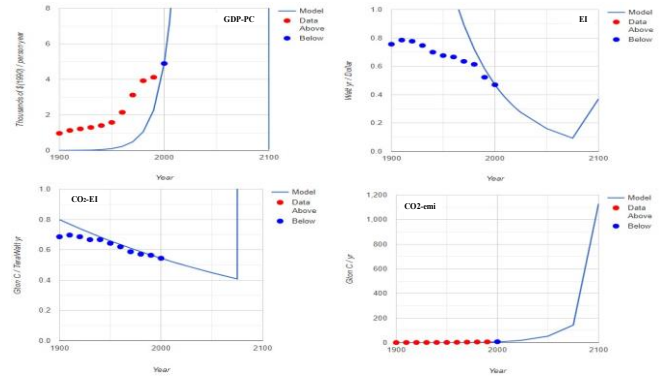 GDP-PC
Thousands of $(1990) / person-year
8
6
4
2
0
1900
2000
2100
Year
Model
Data
Above
Below
EI
Watt yr / Dollar
1.0
0.8
0.6
0.4
0.2
0.0
1900
2000
2100
Year
Model
Data
Above
Below
CO₂-EI
Gton C / TeraWatt yr
1.0
0.8
0.6
0.4
0.2
0.0
1900
2000
2100
Year
Model
Data
Above
Below
CO2-emi
Gton C / yr
1,200
1,000
800
600
400
200
0
1900
2000
2100
Year
Model
Data
Above
Below